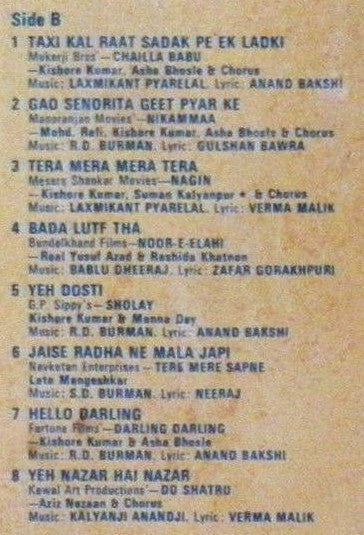 Side B
1 TAXI KAL RAAT SADAK PE EK LADKI
Mukerji Bros'—CHAILLA BABU
—Kishore Kumar, Asha Bhosle & Chorus
Music: LAXMIKANT PYARELAL. Lyric: ANAND BAKSHI
2 GAO SENORITA GEET PYAR KE
Manoranjan Movies'—NIKAMMAA
—Mohd. Rafi, Kishore Kumar, Asha Bhosle & Chorus
Music: R.D. BURMAN. Lyric: GULSHAN BAWRA
3 TERA MERA MERA TERA
Messrs Shankar Movies—NAGIN
—Kishore Kumar, Suman Kalyanpur * & Chorus
Music: LAXMIKANT PYARELAL. Lyric: VERMA MALIK
4 BADA LUTF THA
Bundelkhand Films—NOOR-E-ELAHI
—Raal Yusuf Azad & Rashida Khatoon
Music: BABLU DHEERAJ. Lyric: ZAFAR GORAKHPURI
5 YEH DOSTI
G.P. Sippy's—SHOLAY
Kishore Kumar & Manna Dey
Music: R.D. BURMAN. Lyric: ANAND BAKSHI
6 JAISE RADHA NE MALA JAPI
Navketan Enterprises—TERE MERE SAPNE
Lata Mangeshkar
Music: S.D. BURMAN. Lyric: NEERAJ
7 HELLO DARLING
Fortune Films'—DARLING DARLING
—Kishore Kumar & Asha Bhosle
Music: R.D. BURMAN. Lyric: ANAND BAKSHI
8 YEH NAZAR HAI NAZAR
Kewal Art Productions'—DO SHATRU
—Aziz Nazaan & Chorus
Music: KALYANJI ANANDJI. Lyric: VERMA MALIK